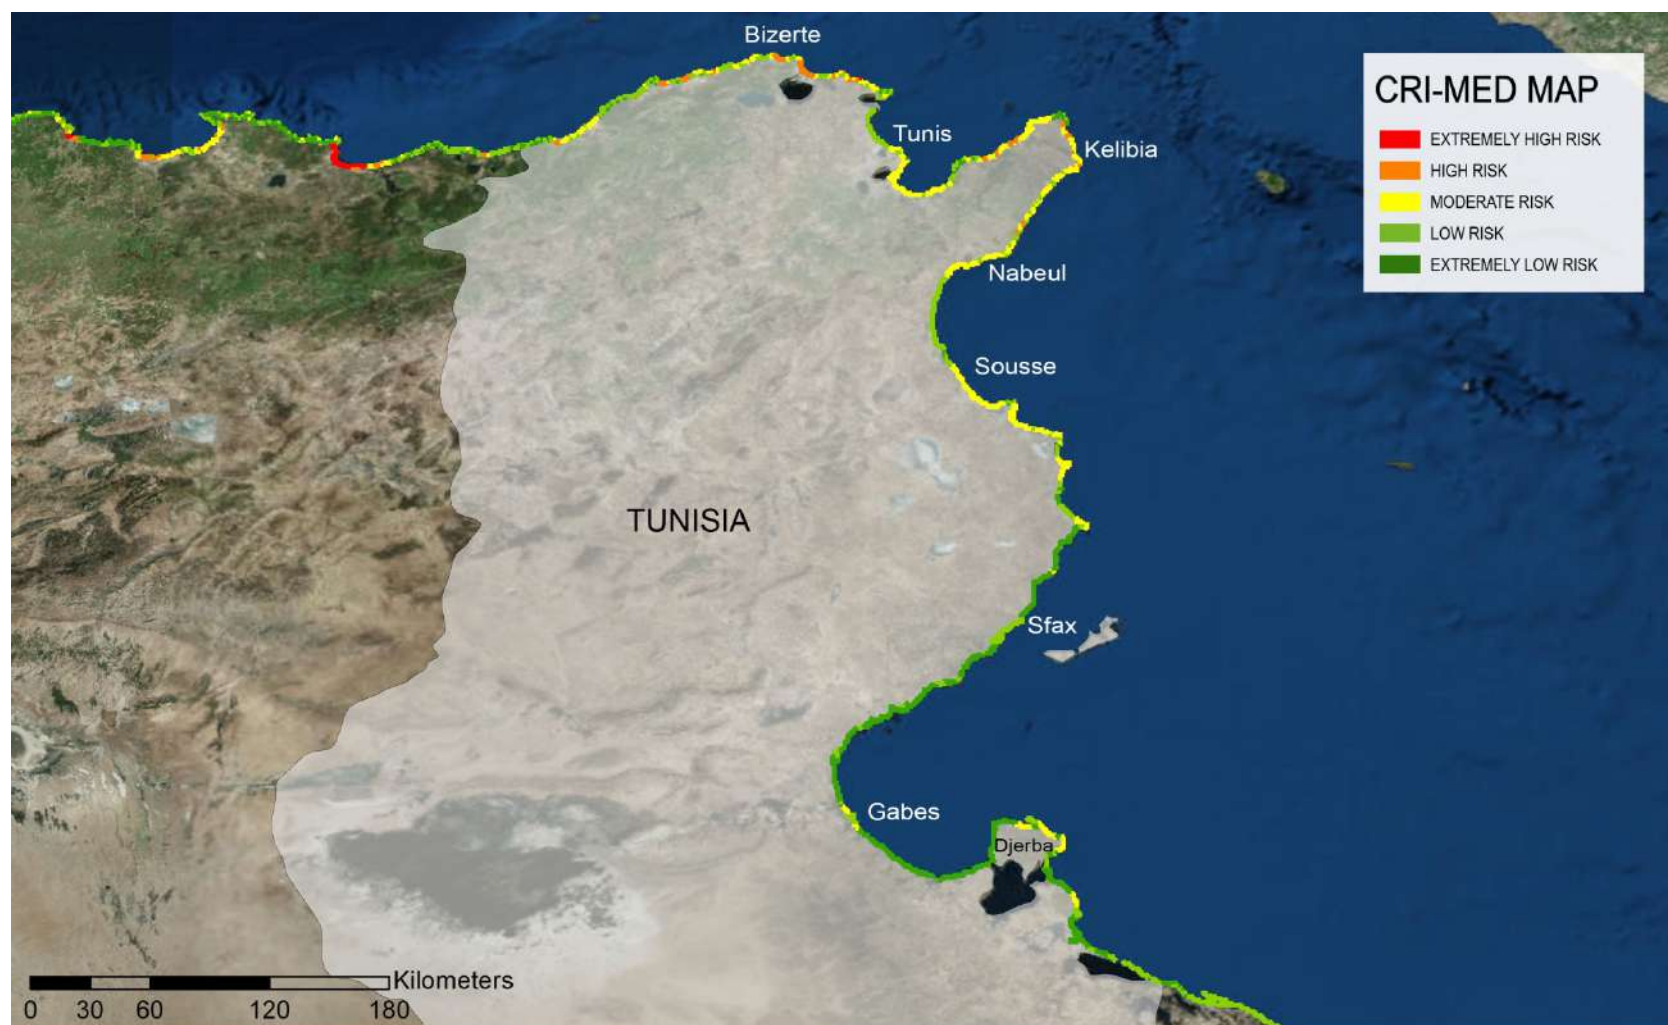 Bizerte
CRI-MED MAP
EXTREMELY HIGH RISK
Tunis
Kelibia
HIGH RISK
MODERATE RISK
LOW RISK
EXTREMELY LOW RISK
Nabeul
Sousse
TUNISIA
Sfax
Gabes
Djerba
Kilometers
0 30 60 120 180